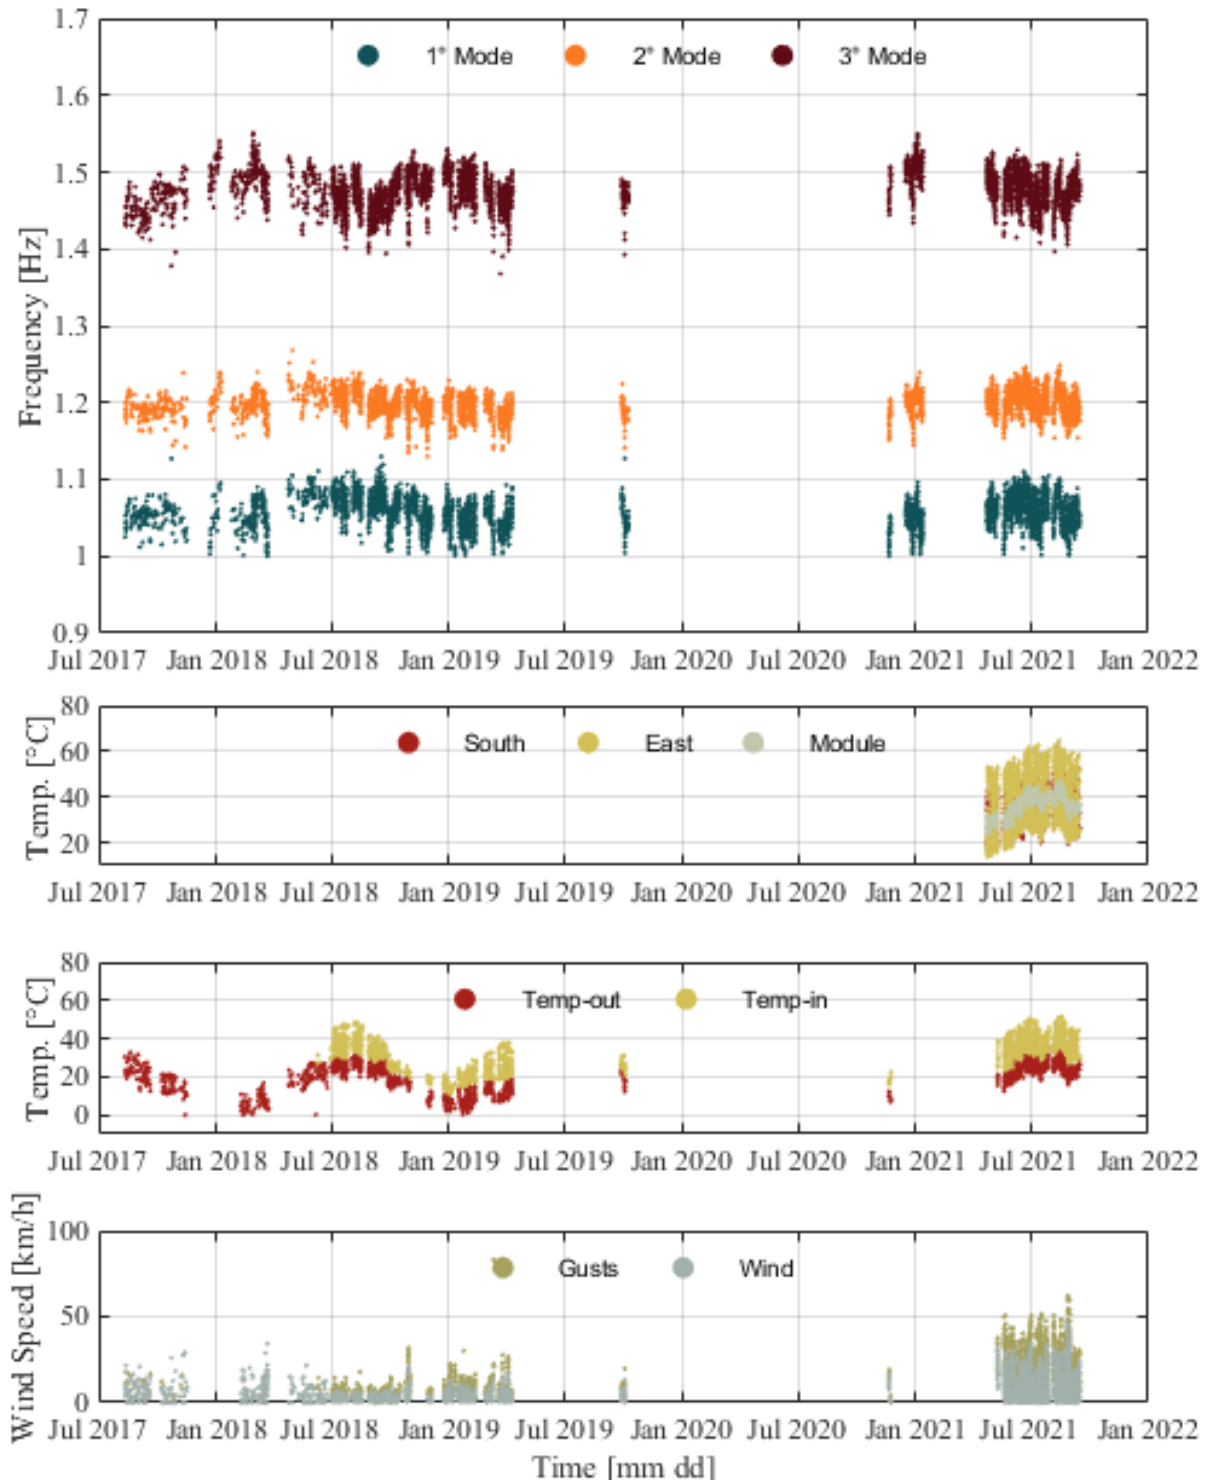 1.7
1° Mode 2° Mode 3° Mode
1.6
1.5
1.4
1.3
1.2
1.1
1
0.9
Frequency [Hz]
Jul 2017 Jan 2018 Jul 2018 Jan 2019 Jul 2019 Jan 2020 Jul 2020 Jan 2021 Jul 2021 Jan 2022
80
South East Module
60
40
20
Temp. [°C]
Jul 2017 Jan 2018 Jul 2018 Jan 2019 Jul 2019 Jan 2020 Jul 2020 Jan 2021 Jul 2021 Jan 2022
80
Temp-out Temp-in
60
40
20
0
Temp. [°C]
Jul 2017 Jan 2018 Jul 2018 Jan 2019 Jul 2019 Jan 2020 Jul 2020 Jan 2021 Jul 2021 Jan 2022
100
Gusts Wind
50
0
Wind Speed [km/h]
Jul 2017 Jan 2018 Jul 2018 Jan 2019 Jul 2019 Jan 2020 Jul 2020 Jan 2021 Jul 2021 Jan 2022
Time [mm dd]